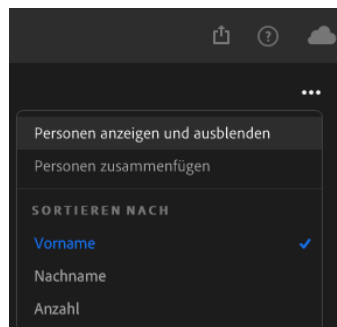 Personen anzeigen und ausblenden
Personen zusammenfügen
SORTIEREN NACH
Vorname
Nachname
Anzahl